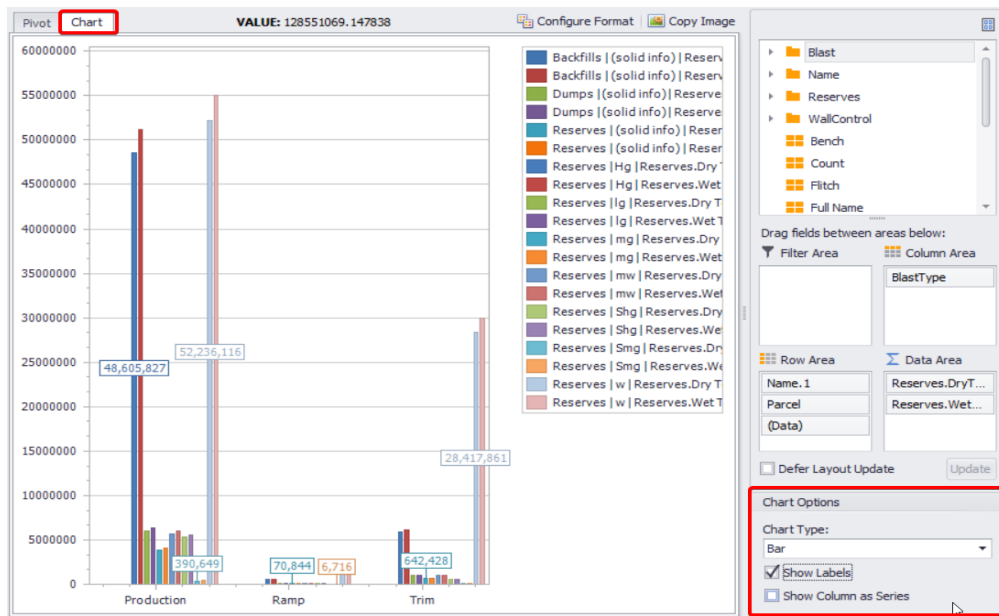 Pivot
Chart
VALUE: 128551069.147838
Configure Format
Copy Image
60000000
55000000
50000000
45000000
40000000
35000000
30000000
25000000
20000000
15000000
10000000
5000000
0
48,605,827
52,236,116
390,649
70,844
6,716
642,428
28,417,861
Production
Ramp
Trim
Backfills | (solid info) | Reserv
Backfills | (solid info) | Reserv
Dumps | (solid info) | Reserve
Dumps | (solid info) | Reserve
Reserves | (solid info) | Reser
Reserves | (solid info) | Reser
Reserves | Hg | Reserves.Dry T
Reserves | Hg | Reserves.Wet
Reserves | lg | Reserves.Dry T
Reserves | lg | Reserves.Wet T
Reserves | mg | Reserves.Dry
Reserves | mg | Reserves.Wet
Reserves | mw | Reserves.Dry
Reserves | mw | Reserves.Wet
Reserves | Shg | Reserves.Dry
Reserves | Shg | Reserves.We
Reserves | Smg | Reserves.Dr
Reserves | Smg | Reserves.We
Reserves | w | Reserves.Dry T
Reserves | w | Reserves.Wet T
Blast
Name
Reserves
WallControl
Bench
Count
Flitch
Full Name
Drag fields between areas below:
Filter Area
Column Area
BlastType
Row Area
Data Area
Name.1
Parcel
(Data)
Reserves.DryT...
Reserves.Wet...
Defer Layout Update
Update
Chart Options
Chart Type:
Bar
Show Labels
Show Column as Series